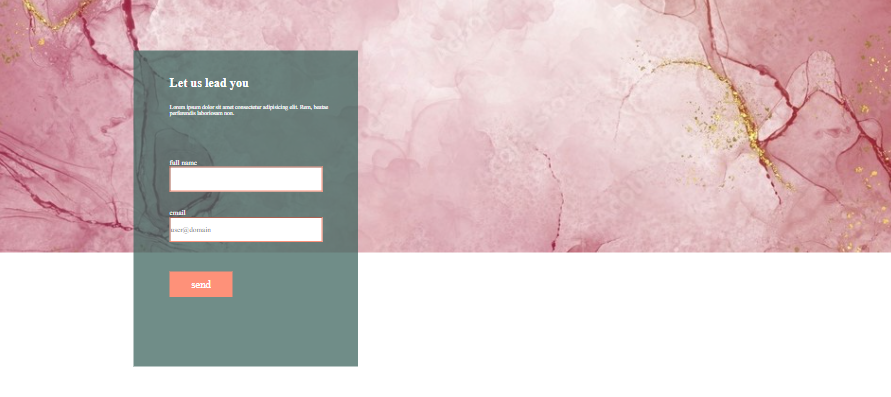 Let us lead you
Lorem ipsum dolor sit amet consectetur adipisicing elit. Rem, beatae
perferendis laboriosam non.
full name
email
user@domain
send